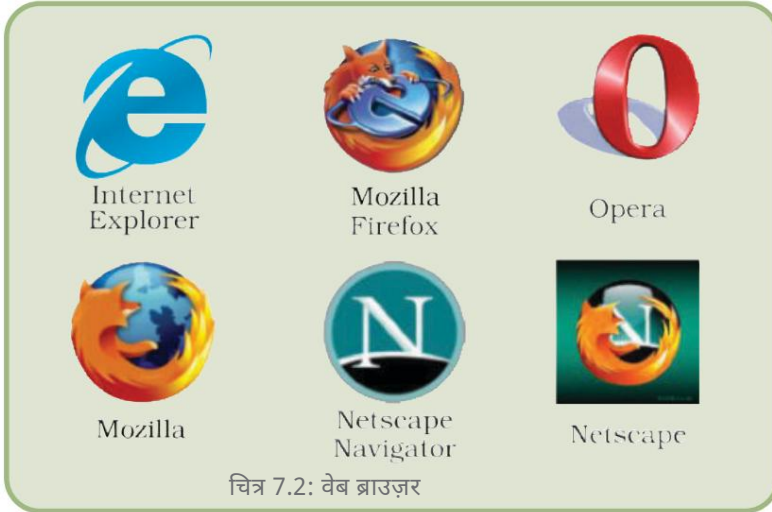 Internet
Explorer
Mozilla
Firefox
Opera
Mozilla
Netscape
Navigator
Netscape
चित्र 7.2: वेब ब्राउज़र